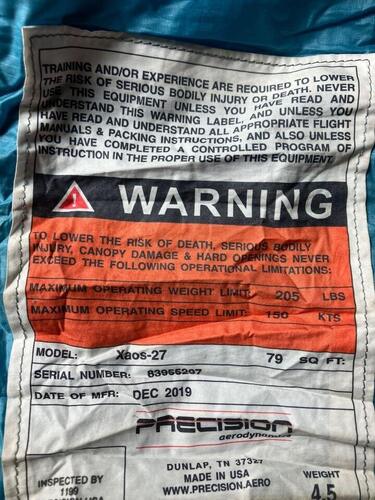 TRAINING AND/OR EXPERIENCE ARE REQUIRED TO LOWER
THE RISK OF SERIOUS BODILY INJURY OR DEATH. NEVER
USE THIS EQUIPMENT UNLESS YOU HAVE READ AND
UNDERSTAND THIS WARNING LABEL, AND UNLESS YOU
HAVE READ AND UNDERSTAND ALL APPROPRIATE FLIGHT
MANUALS & PACKING INSTRUCTIONS, AND ALSO UNLESS
YOU HAVE COMPLETED A CONTROLLED PROGRAM OF
INSTRUCTION IN THE PROPER USE OF THIS EQUIPMENT
WARNING
TO LOWER THE RISK OF DEATH, SERIOUS BODILY
INJURY, CANOPY DAMAGE & HARD OPENINGS NEVER
EXCEED THE FOLLOWING OPERATIONAL LIMITATIONS:
MAXIMUM OPERATING WEIGHT LIMIT: 205 LBS
MAXIMUM OPERATING SPEED LIMIT: 150 KTS
MODEL: Xaos-27 79 SQ FT:
SERIAL NUMBER: 83955297
DATE OF MFR: DEC 2019
PRECISION
aerodynamics
DUNLAP, TN 37327
MADE IN USA
WWW.PRECISION.AERO
INSPECTED BY
1199
WEIGHT
4.5